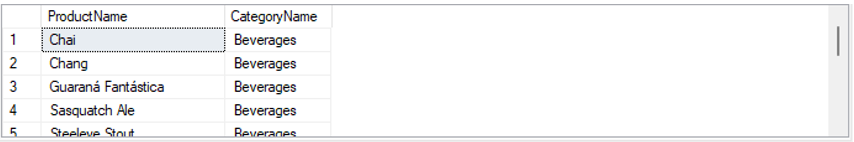 ProductName CategoryName
1 Chai Beverages
2 Chang Beverages
3 Guaraná Fantástica Beverages
4 Sasquatch Ale Beverages
5 Steeleye Stout Beverages